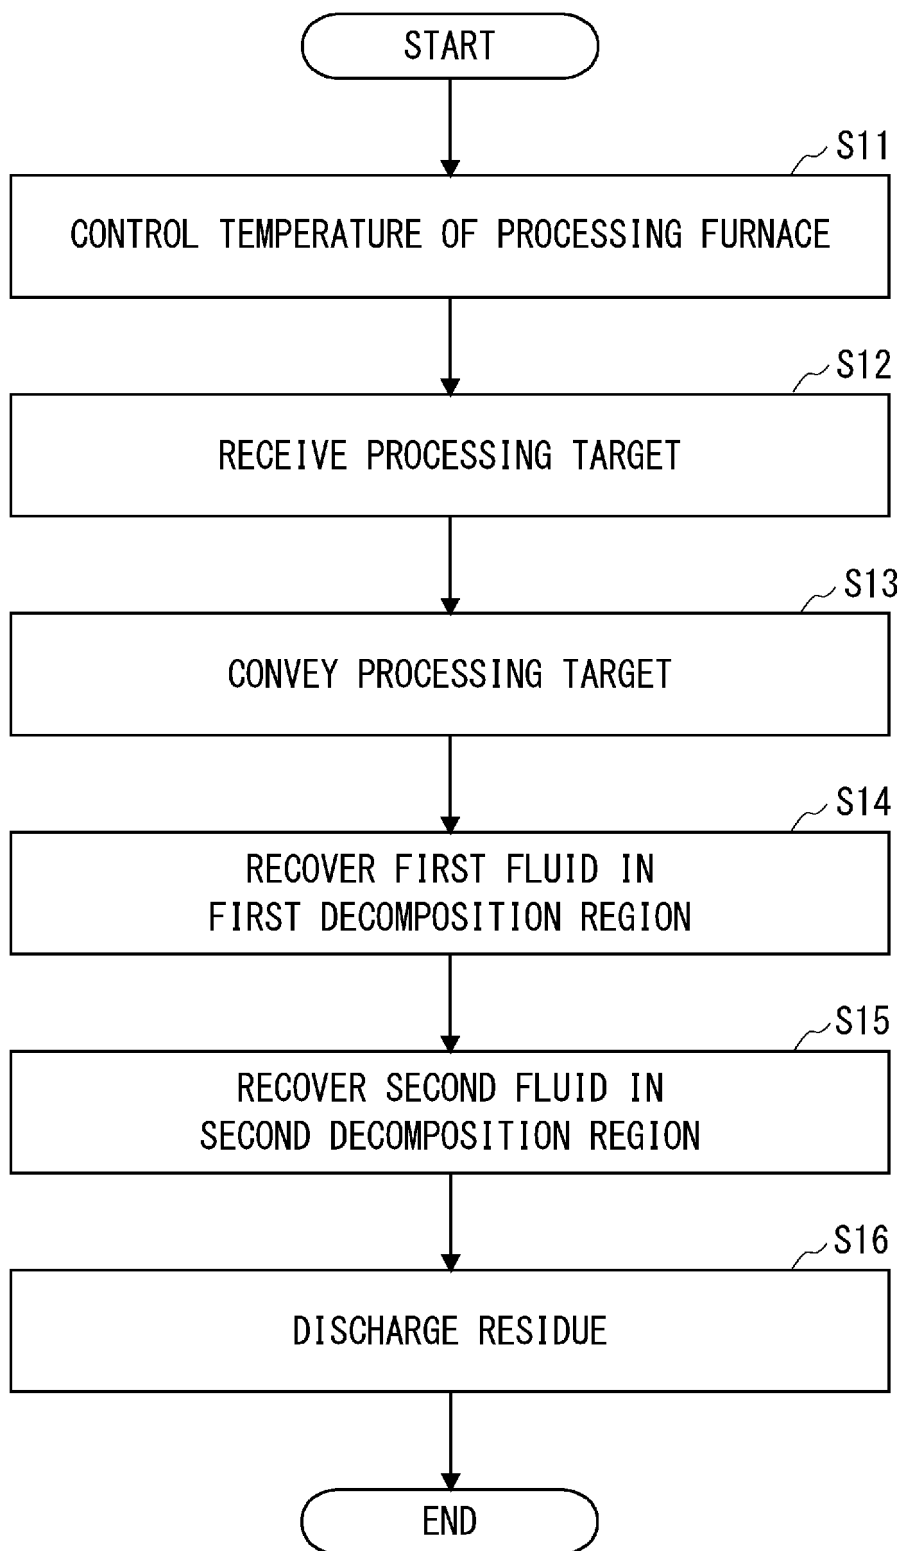 START
S11
CONTROL TEMPERATURE OF PROCESSING FURNACE
S12
RECEIVE PROCESSING TARGET
S13
CONVEY PROCESSING TARGET
S14
RECOVER FIRST FLUID IN
FIRST DECOMPOSITION REGION
S15
RECOVER SECOND FLUID IN
SECOND DECOMPOSITION REGION
S16
DISCHARGE RESIDUE
END